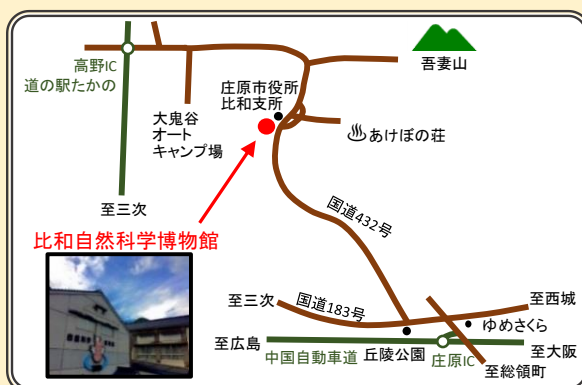 高野IC
道の駅たかの
吾妻山
庄原市役所
比和支所
大鬼谷
オート
キャンプ場
あけぼの荘
至三次
国道432号
比和自然科学博物館
至三次
国道183号
至西城
ゆめさくら
至広島
中国自動車道
丘陵公園
庄原IC
至大阪
至総領町